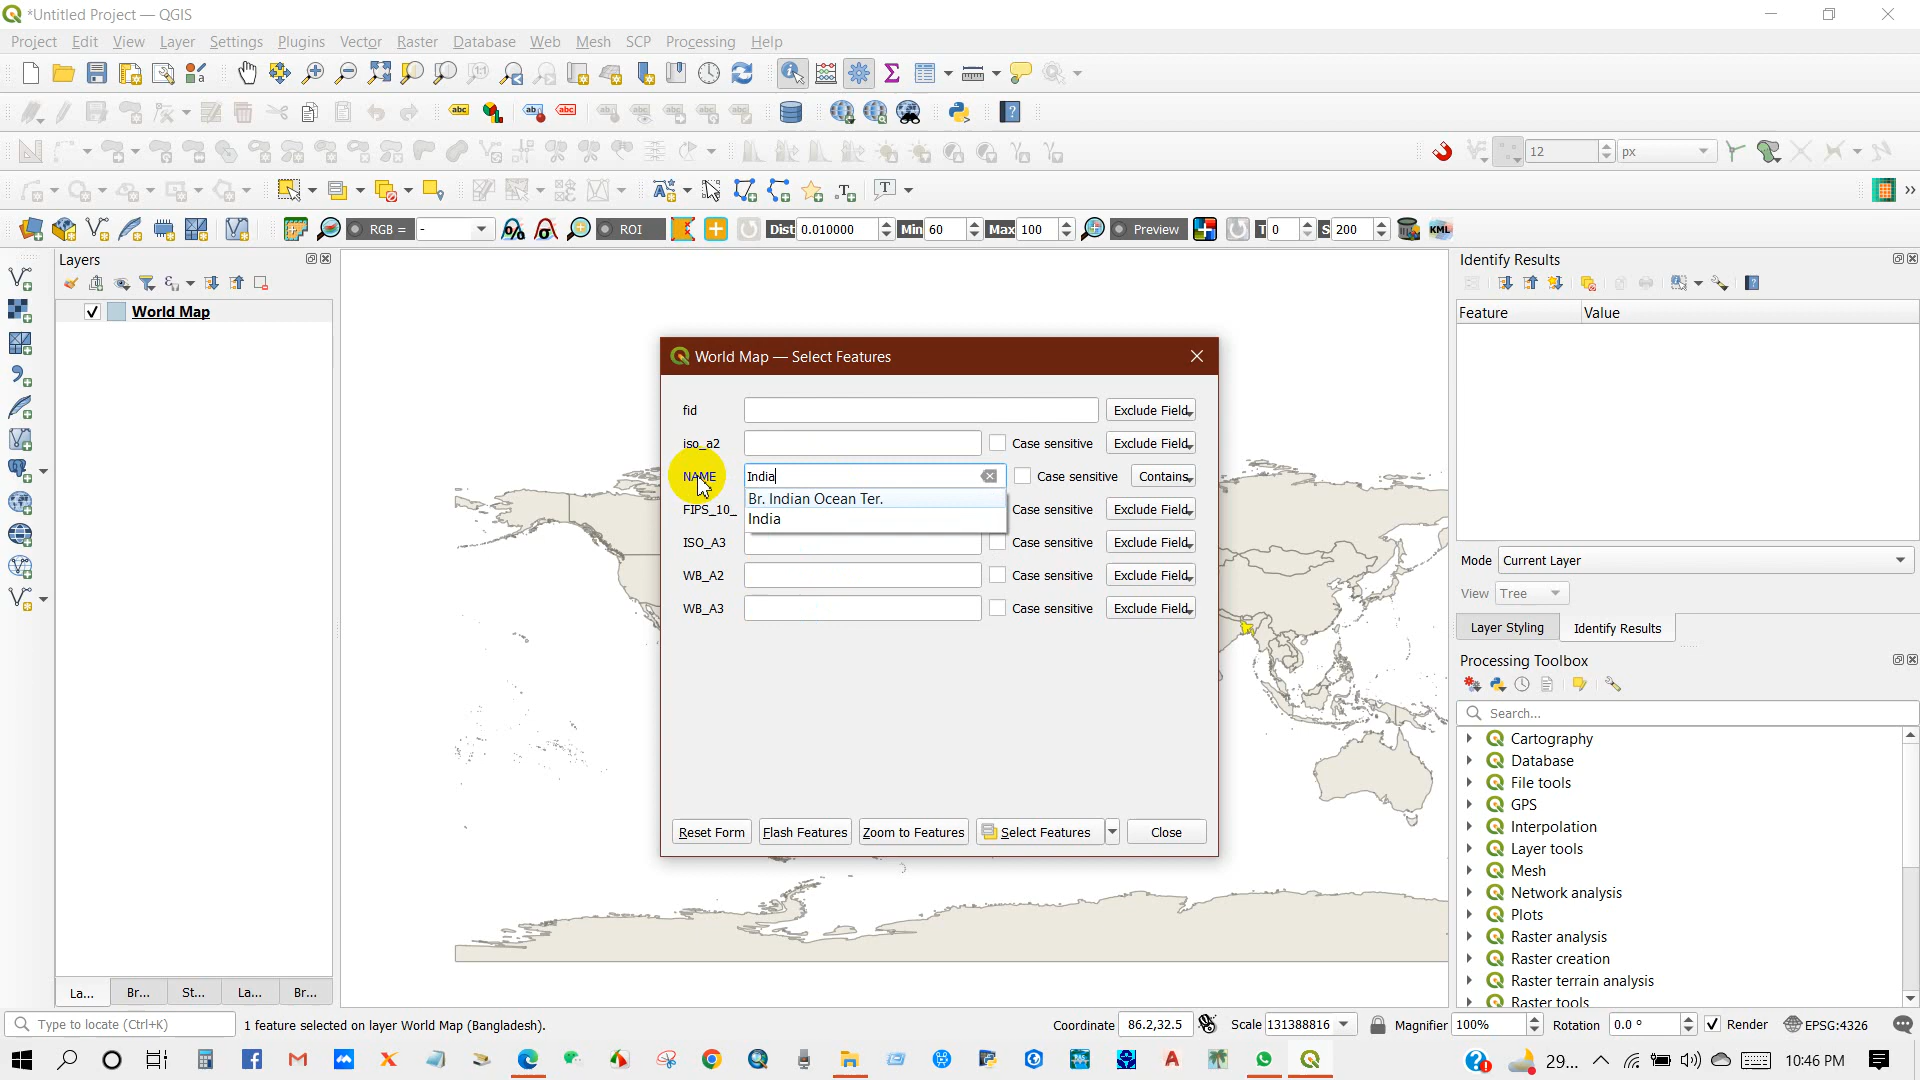 *Untitled Project — QGIS
Project Edit View Layer Settings Plugins Vector Raster Database Web Mesh SCP Processing Help
12 px
RGB = - ROI Dist 0.010000 Min 60 Max 100 Preview T 0 S 200 KML
Layers
World Map
World Map — Select Features
fid Exclude Field
iso_a2 Case sensitive Exclude Field
NAME India Case sensitive Contains
Br. Indian Ocean Ter.
FIPS_10_ Case sensitive Exclude Field
India
ISO_A3 Case sensitive Exclude Field
WB_A2 Case sensitive Exclude Field
WB_A3 Case sensitive Exclude Field
Reset Form Flash Features Zoom to Features Select Features Close
Identify Results
Feature Value
Mode Current Layer
View Tree
Layer Styling Identify Results
Processing Toolbox
Search...
Cartography
Database
File tools
GPS
Interpolation
Layer tools
Mesh
Network analysis
Plots
Raster analysis
Raster creation
Raster terrain analysis
Raster tools
La... Br... St... La... Br...
Type to locate (Ctrl+K) 1 feature selected on layer World Map (Bangladesh). Coordinate 86.2,32.5 Scale 131388816 Magnifier 100% Rotation 0.0 ° Render EPSG:4326
29... 10:46 PM